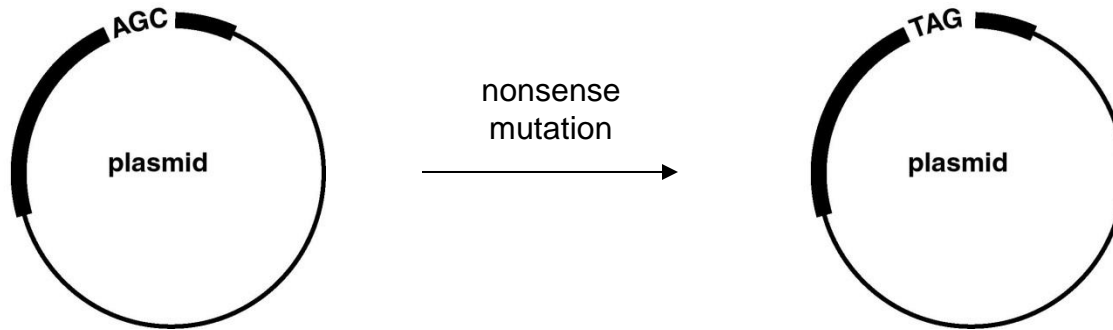 AGC
plasmid
nonsense
mutation
TAG
plasmid